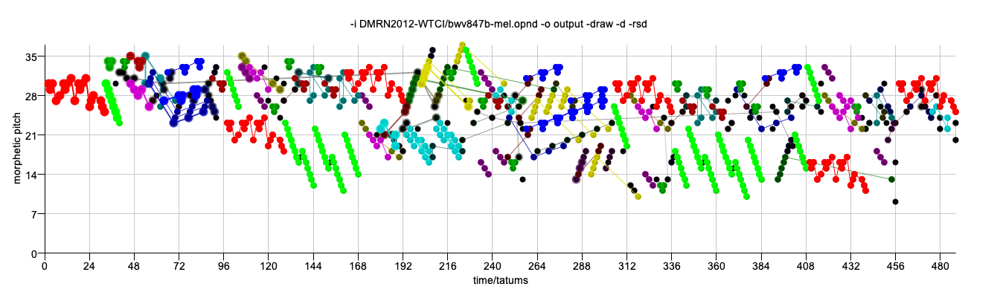 -i DMRN2012-WTCI/bwv847b-mel.opnd -o output -draw -d -rsd
35
28
21
14
7
0
morphetic pitch
0 24 48 72 96 120 144 168 192 216 240 264 288 312 336 360 384 408 432 456 480
time/tatums